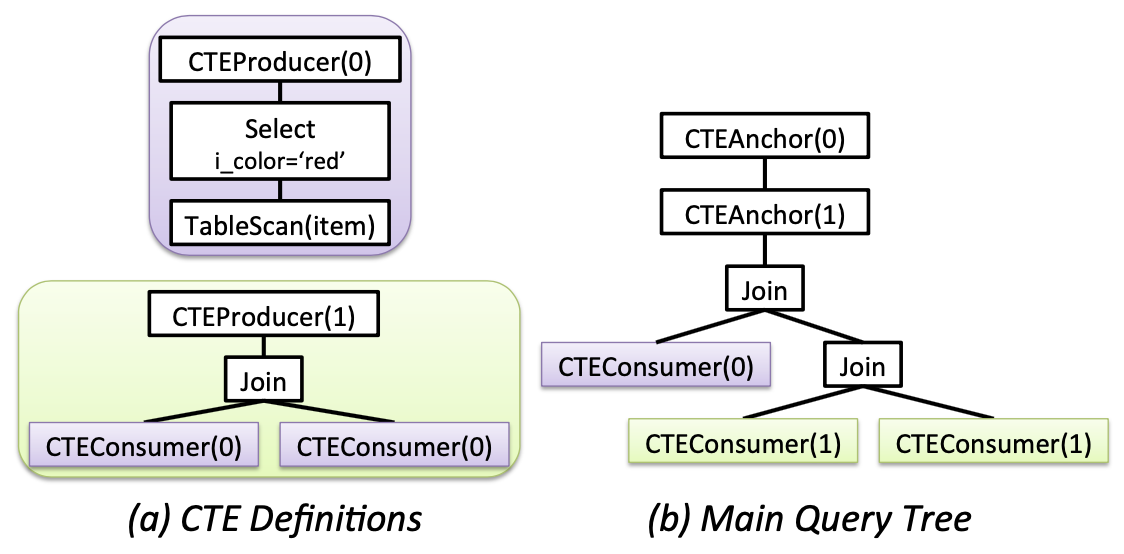 CTEProducer(0)
Select
i_color=‘red’
TableScan(item)
CTEProducer(1)
Join
CTEConsumer(0)
CTEConsumer(0)
(a) CTE Definitions
CTEAnchor(0)
CTEAnchor(1)
Join
CTEConsumer(0)
Join
CTEConsumer(1)
CTEConsumer(1)
(b) Main Query Tree